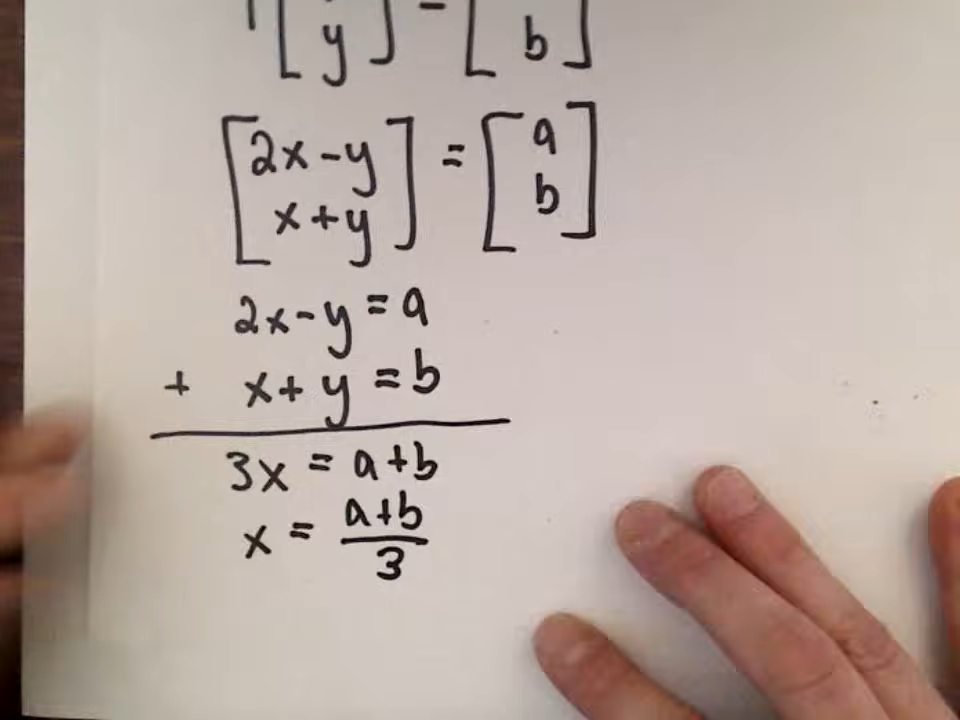 [ y ] = [ b ]
[ 2x-y ] = [ a ]
[ x+y ] [ b ]
2x-y = a
+ x+y = b
3x = a+b
x = a+b
3